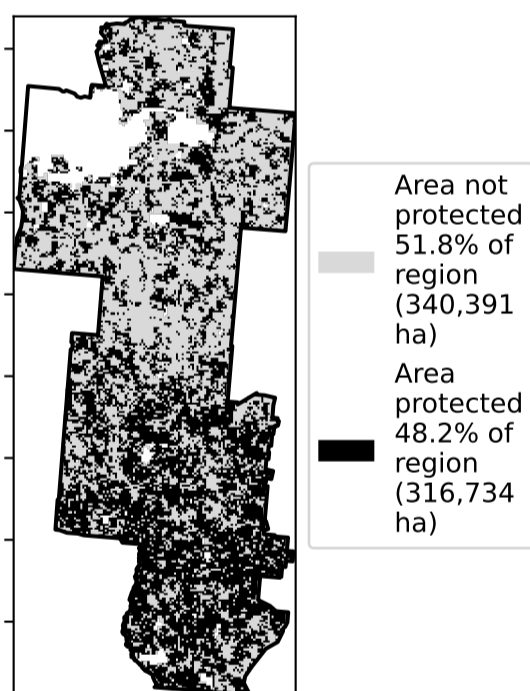 Area not
protected
51.8% of
region
(340,391
ha)
Area
protected
48.2% of
region
(316,734
ha)